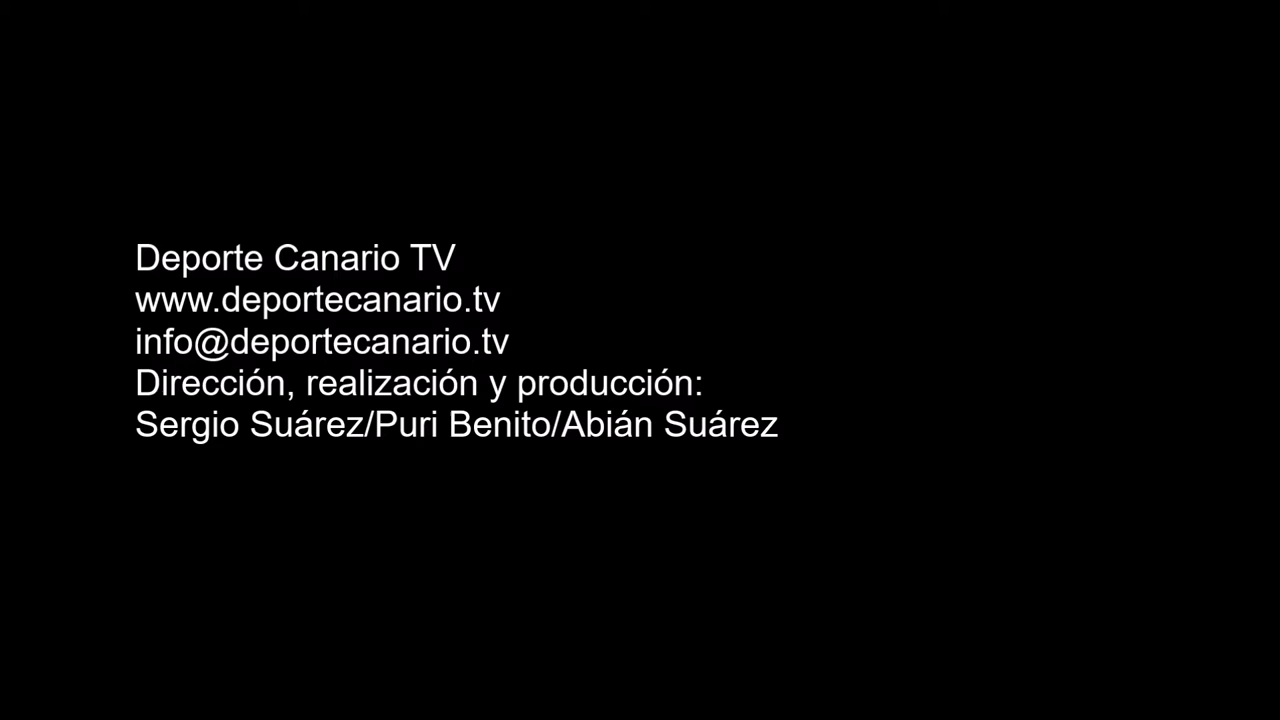 Deporte Canario TV
www.deportecanario.tv
info@deportecanario.tv
Dirección, realización y producción:
Sergio Suárez/Puri Benito/Abián Suárez